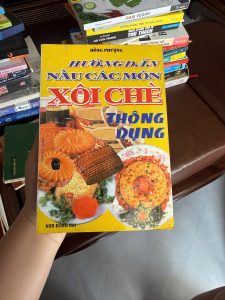 HỒNG PHƯỢNG
HƯỚNG DẪN
NẤU CÁC MÓN
XÔI CHÈ
THÔNG
DỤNG
NXB ĐỒNG NAI